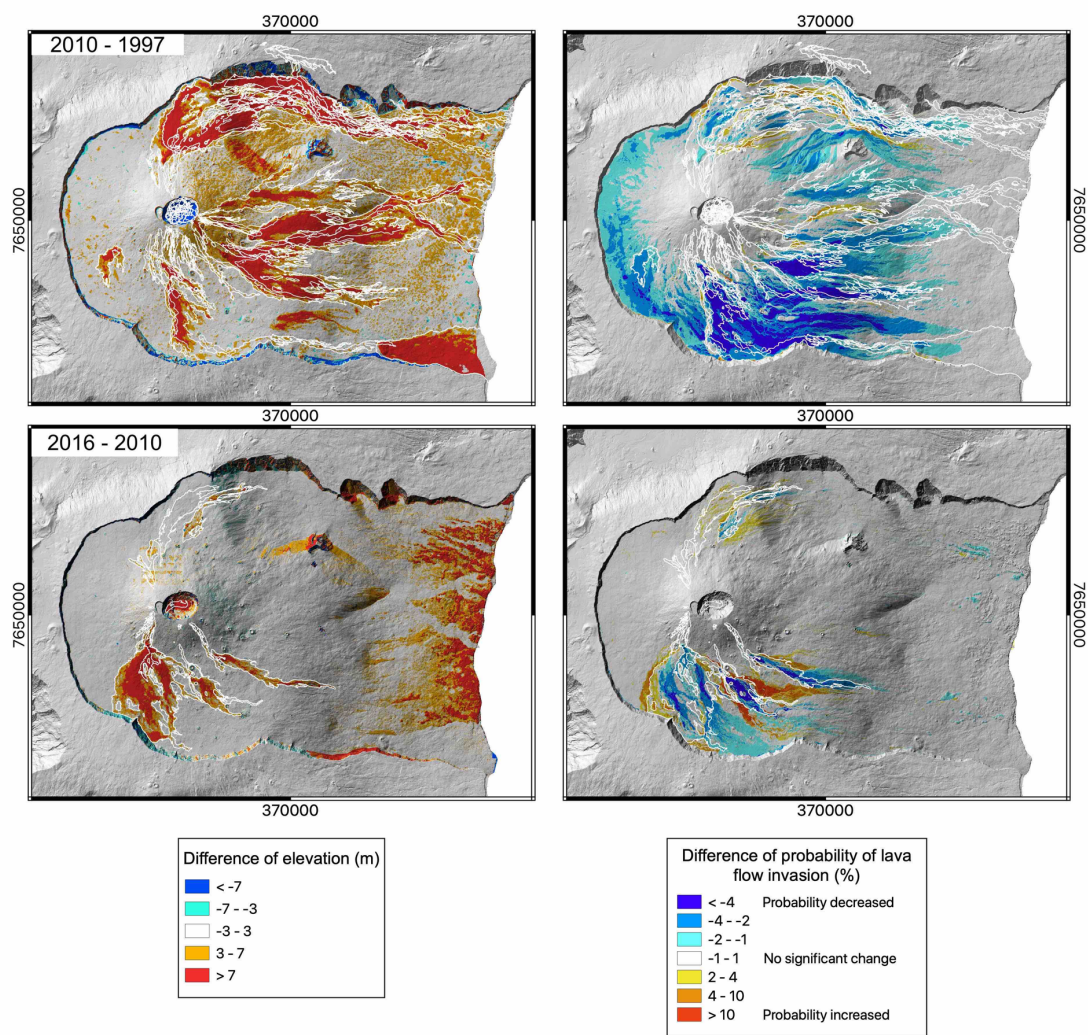 370000
370000
2010 - 1997
7650000
7650000
370000
370000
2016 - 2010
7650000
7650000
370000
370000
Difference of elevation (m)
< -7
-7 - -3
-3 - 3
3 - 7
> 7
Difference of probability of lava
flow invasion (%)
< -4 Probability decreased
-4 - -2
-2 - -1
-1 - 1 No significant change
2 - 4
4 - 10
> 10 Probability increased